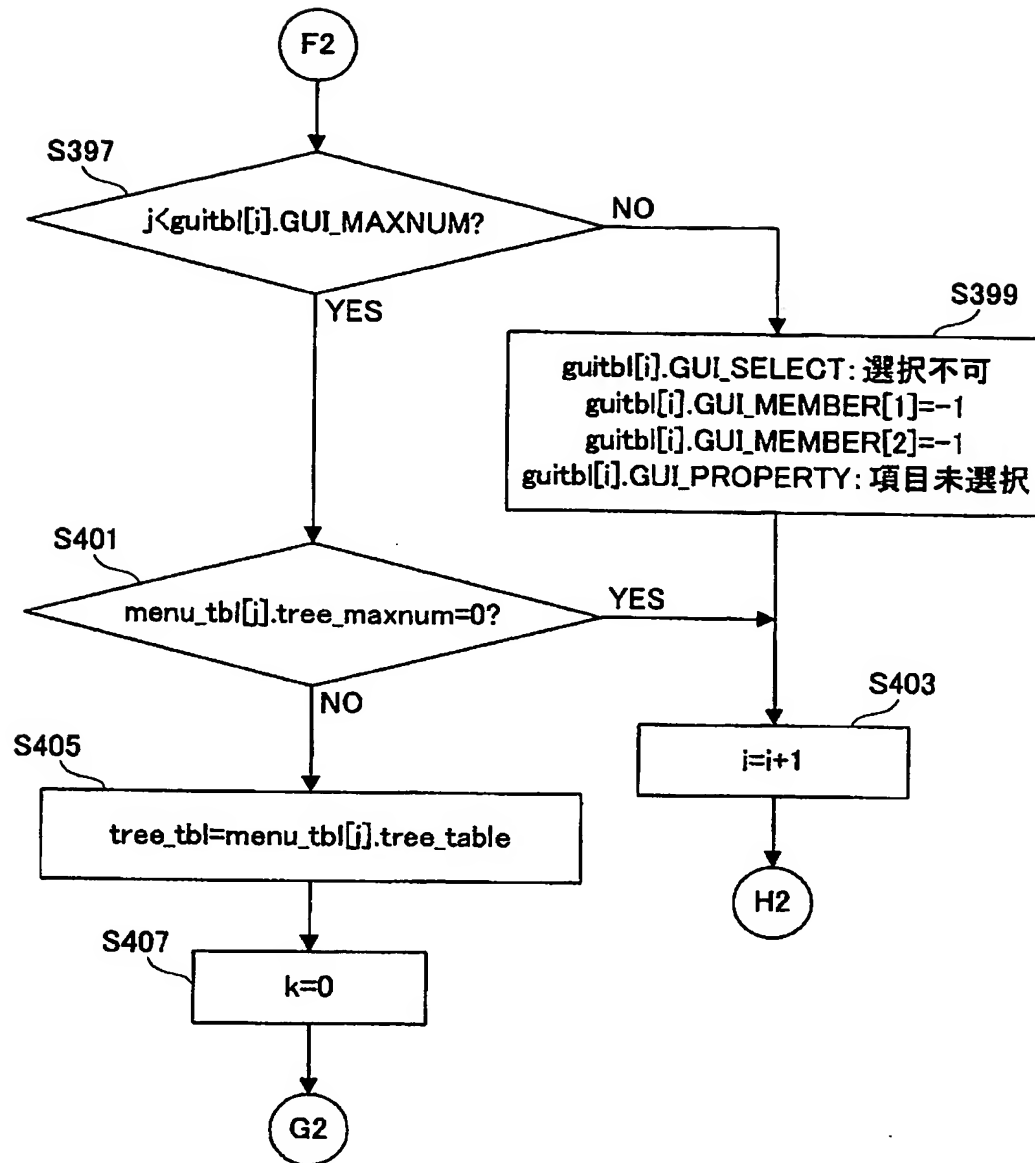 F2
S397
j<guitbl[i].GUI_MAXNUM?
NO
YES
S399
guitbl[i].GUI_SELECT:選択不可
guitbl[i].GUI_MEMBER[1]=-1
guitbl[i].GUI_MEMBER[2]=-1
guitbl[i].GUI_PROPERTY:項目未選択
S401
menu_tbl[j].tree_maxnum=0?
YES
NO
S403
i=i+1
S405
tree_tbl=menu_tbl[j].tree_table
H2
S407
k=0
G2